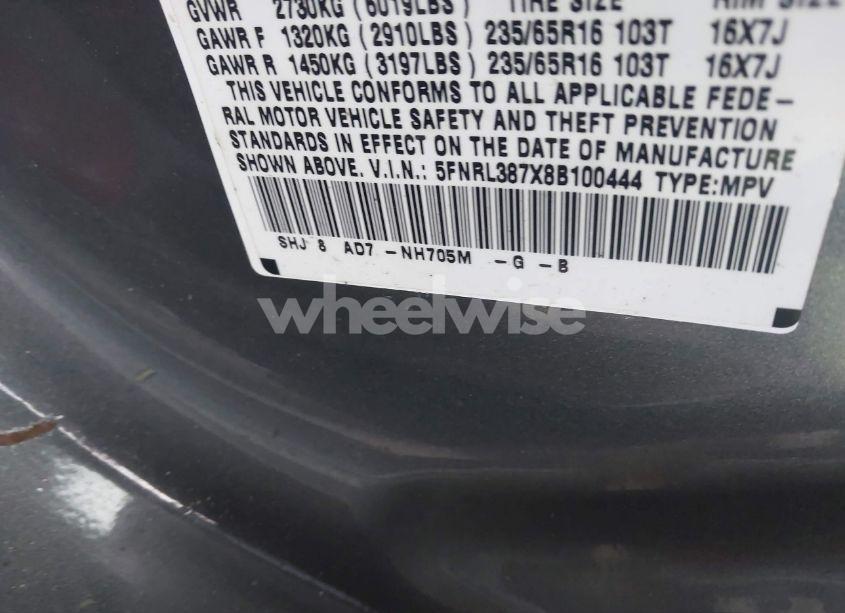 GVWR 2730KG (6019LBS) TIRE SIZE RIM SIZE
GAWR F 1320KG (2910LBS) 235/65R16 103T 16X7J
GAWR R 1450KG (3197LBS) 235/65R16 103T 16X7J
THIS VEHICLE CONFORMS TO ALL APPLICABLE FEDE-
RAL MOTOR VEHICLE SAFETY AND THEFT PREVENTION
STANDARDS IN EFFECT ON THE DATE OF MANUFACTURE
SHOWN ABOVE. V.I.N.: 5FNRL387X8B100444 TYPE:MPV
SHJ 8 AD7 -NH705M -G -B
wheelwise